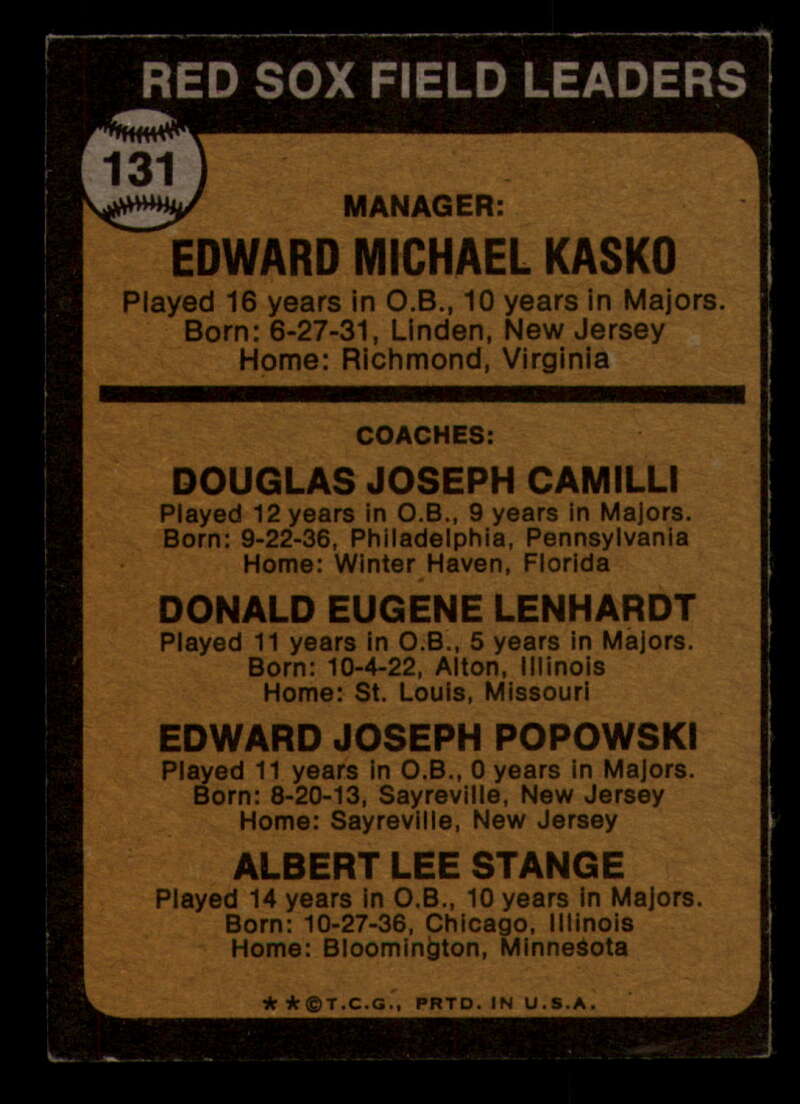 RED SOX FIELD LEADERS
131
MANAGER:
EDWARD MICHAEL KASKO
Played 16 years in O.B., 10 years in Majors.
Born: 6-27-31, Linden, New Jersey
Home: Richmond, Virginia
COACHES:
DOUGLAS JOSEPH CAMILLI
Played 12 years in O.B., 9 years in Majors.
Born: 9-22-36, Philadelphia, Pennsylvania
Home: Winter Haven, Florida
DONALD EUGENE LENHARDT
Played 11 years in O.B., 5 years in Majors.
Born: 10-4-22, Alton, Illinois
Home: St. Louis, Missouri
EDWARD JOSEPH POPOWSKI
Played 11 years in O.B., 0 years in Majors.
Born: 8-20-13, Sayreville, New Jersey
Home: Sayreville, New Jersey
ALBERT LEE STANGE
Played 14 years in O.B., 10 years in Majors.
Born: 10-27-36, Chicago, Illinois
Home: Bloomington, Minnesota
★★©T.C.G., PRTD. IN U.S.A.